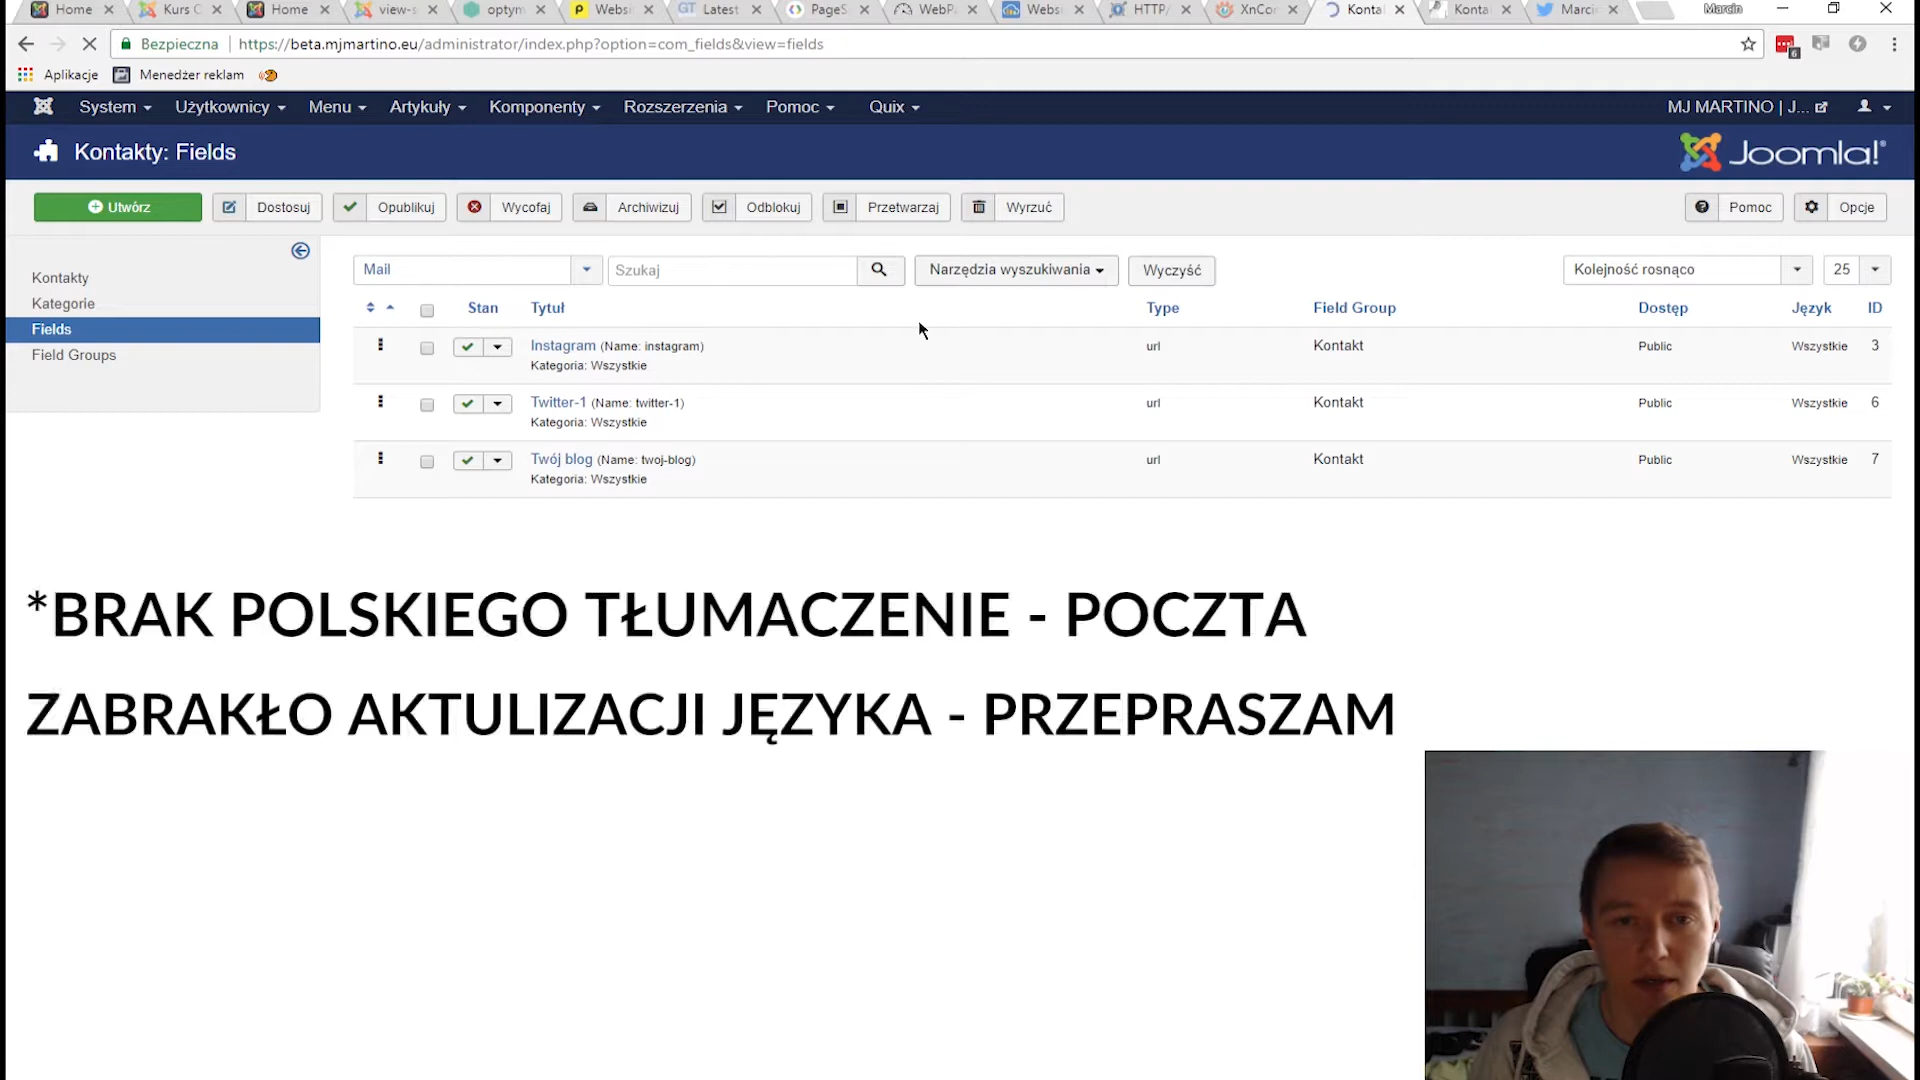 Home
Kurs C
Home
view-s
optym
Websi
GT Latest
PageS
WebPa
Webs
HTTP/
XnCor
Kontal
Konta
Marcin
Marcin
Bezpieczna
https://beta.mjmartino.eu/administrator/index.php?option=com_fields&view=fields
6
Aplikacje
Menedżer reklam
System
Użytkownicy
Menu
Artykuły
Komponenty
Rozszerzenia
Pomoc
Quix
MJ MARTINO | J...
Kontakty: Fields
Joomla!®
Utwórz
Dostosuj
Opublikuj
Wycofaj
Archiwizuj
Odblokuj
Przetwarzaj
Wyrzuć
Pomoc
Opcje
Kontakty
Kategorie
Fields
Field Groups
Mail
Szukaj
Narzędzia wyszukiwania
Wyczyść
Kolejność rosnąco
25
Stan Tytuł Type Field Group Dostęp Język ID
Instagram (Name: instagram) url Kontakt Public Wszystkie 3
Kategoria: Wszystkie
Twitter-1 (Name: twitter-1) url Kontakt Public Wszystkie 6
Kategoria: Wszystkie
Twój blog (Name: twoj-blog) url Kontakt Public Wszystkie 7
Kategoria: Wszystkie
*BRAK POLSKIEGO TŁUMACZENIE - POCZTA
ZABRAKŁO AKTULIZACJI JĘZYKA - PRZEPRASZAM